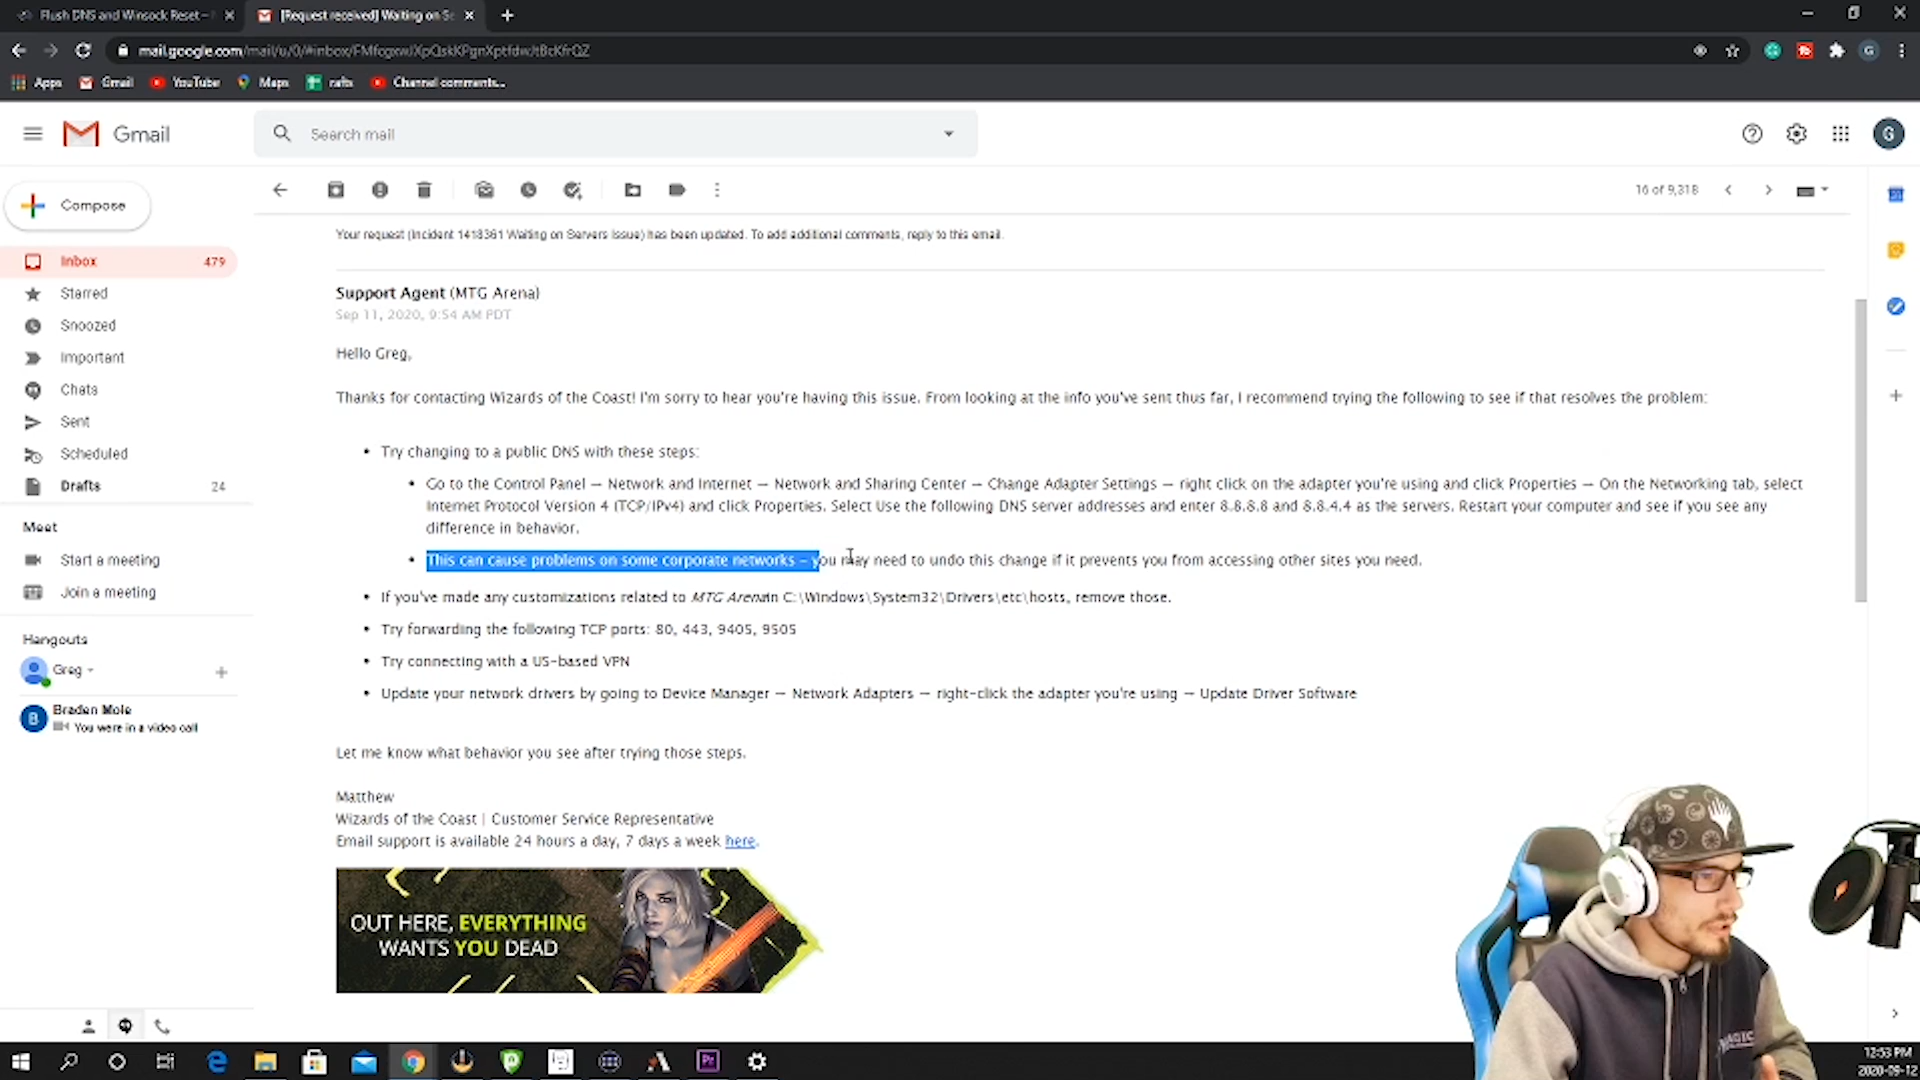 Flush DNS and Winsock Reset –
[Request received] Waiting on Se
mail.google.com/mail/u/0/#inbox/
Apps Gmail YouTube Maps rafts Channel comments...
Gmail
Search mail
G
Compose
16 of 9,318
Inbox 479
Starred
Snoozed
Important
Chats
Sent
Scheduled
Drafts 24
Meet
Start a meeting
Join a meeting
Hangouts
Greg
Braden Mole
You were in a video call
Your request (Incident 1418361 Waiting on Servers Issue) has been updated. To add additional comments, reply to this email.
Support Agent (MTG Arena)
Sep 11, 2020, 9:54 AM PDT
Hello Greg,
Thanks for contacting Wizards of the Coast! I'm sorry to hear you're having this issue. From looking at the info you've sent thus far, I recommend trying the following to see if that resolves the problem:
• Try changing to a public DNS with these steps:
• Go to the Control Panel – Network and Internet – Network and Sharing Center – Change Adapter Settings – right click on the adapter you're using and click Properties – On the Networking tab, select
Internet Protocol Version 4 (TCP/IPv4) and click Properties. Select Use the following DNS server addresses and enter 8.8.8.8 and 8.8.4.4 as the servers. Restart your computer and see if you see any
difference in behavior.
• This can cause problems on some corporate networks – you may need to undo this change if it prevents you from accessing other sites you need.
• If you've made any customizations related to MTG Arenain C:\Windows\System32\Drivers\etc\hosts, remove those.
• Try forwarding the following TCP ports: 80, 443, 9405, 9505
• Try connecting with a US-based VPN
• Update your network drivers by going to Device Manager – Network Adapters – right-click the adapter you're using – Update Driver Software
Let me know what behavior you see after trying those steps.
Matthew
Wizards of the Coast | Customer Service Representative
Email support is available 24 hours a day, 7 days a week here.
OUT HERE, EVERYTHING
WANTS YOU DEAD
12:53 PM
2020-09-12